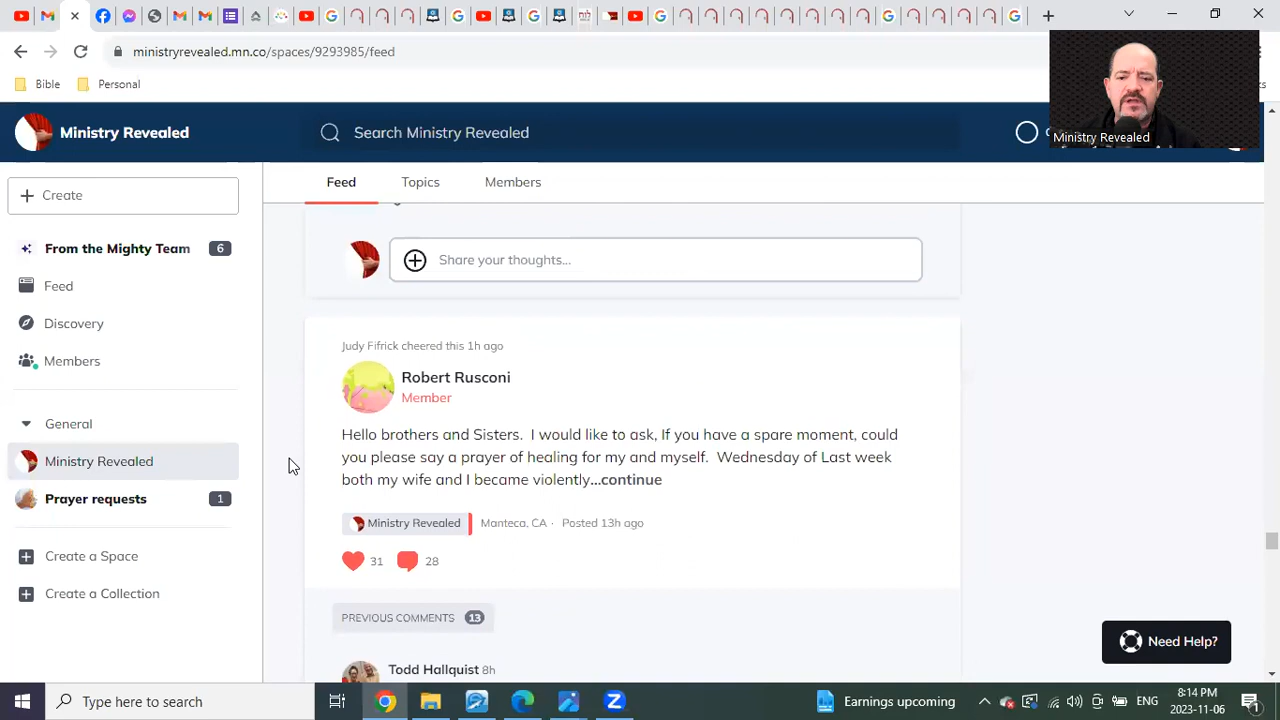 ministryrevealed.mn.co/spaces/9293985/feed
Bible
Personal
Ministry Revealed
Search Ministry Revealed
Ministry Revealed
Create
Feed
Topics
Members
From the Mighty Team
6
Feed
Discovery
Members
General
Ministry Revealed
Prayer requests
1
Create a Space
Create a Collection
Share your thoughts...
Judy Fifrick cheered this 1h ago
Robert Rusconi
Member
Hello brothers and Sisters. I would like to ask, If you have a spare moment, could
you please say a prayer of healing for my and myself. Wednesday of Last week
both my wife and I became violently...continue
Ministry Revealed
Manteca, CA · Posted 13h ago
31
28
PREVIOUS COMMENTS 13
Todd Hallquist 8h
Need Help?
Type here to search
Earnings upcoming
ENG
8:14 PM
2023-11-06
1